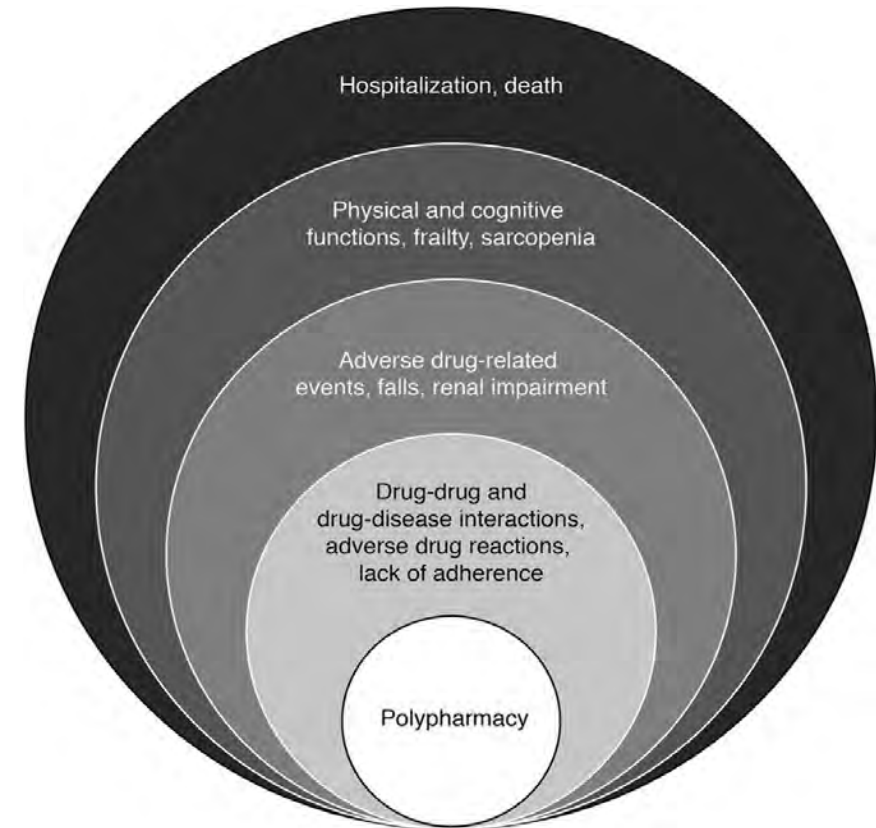 Hospitalization, death
Physical and cognitive
functions, frailty, sarcopenia
Adverse drug-related
events, falls, renal impairment
Drug-drug and
drug-disease interactions,
adverse drug reactions,
lack of adherence
Polypharmacy